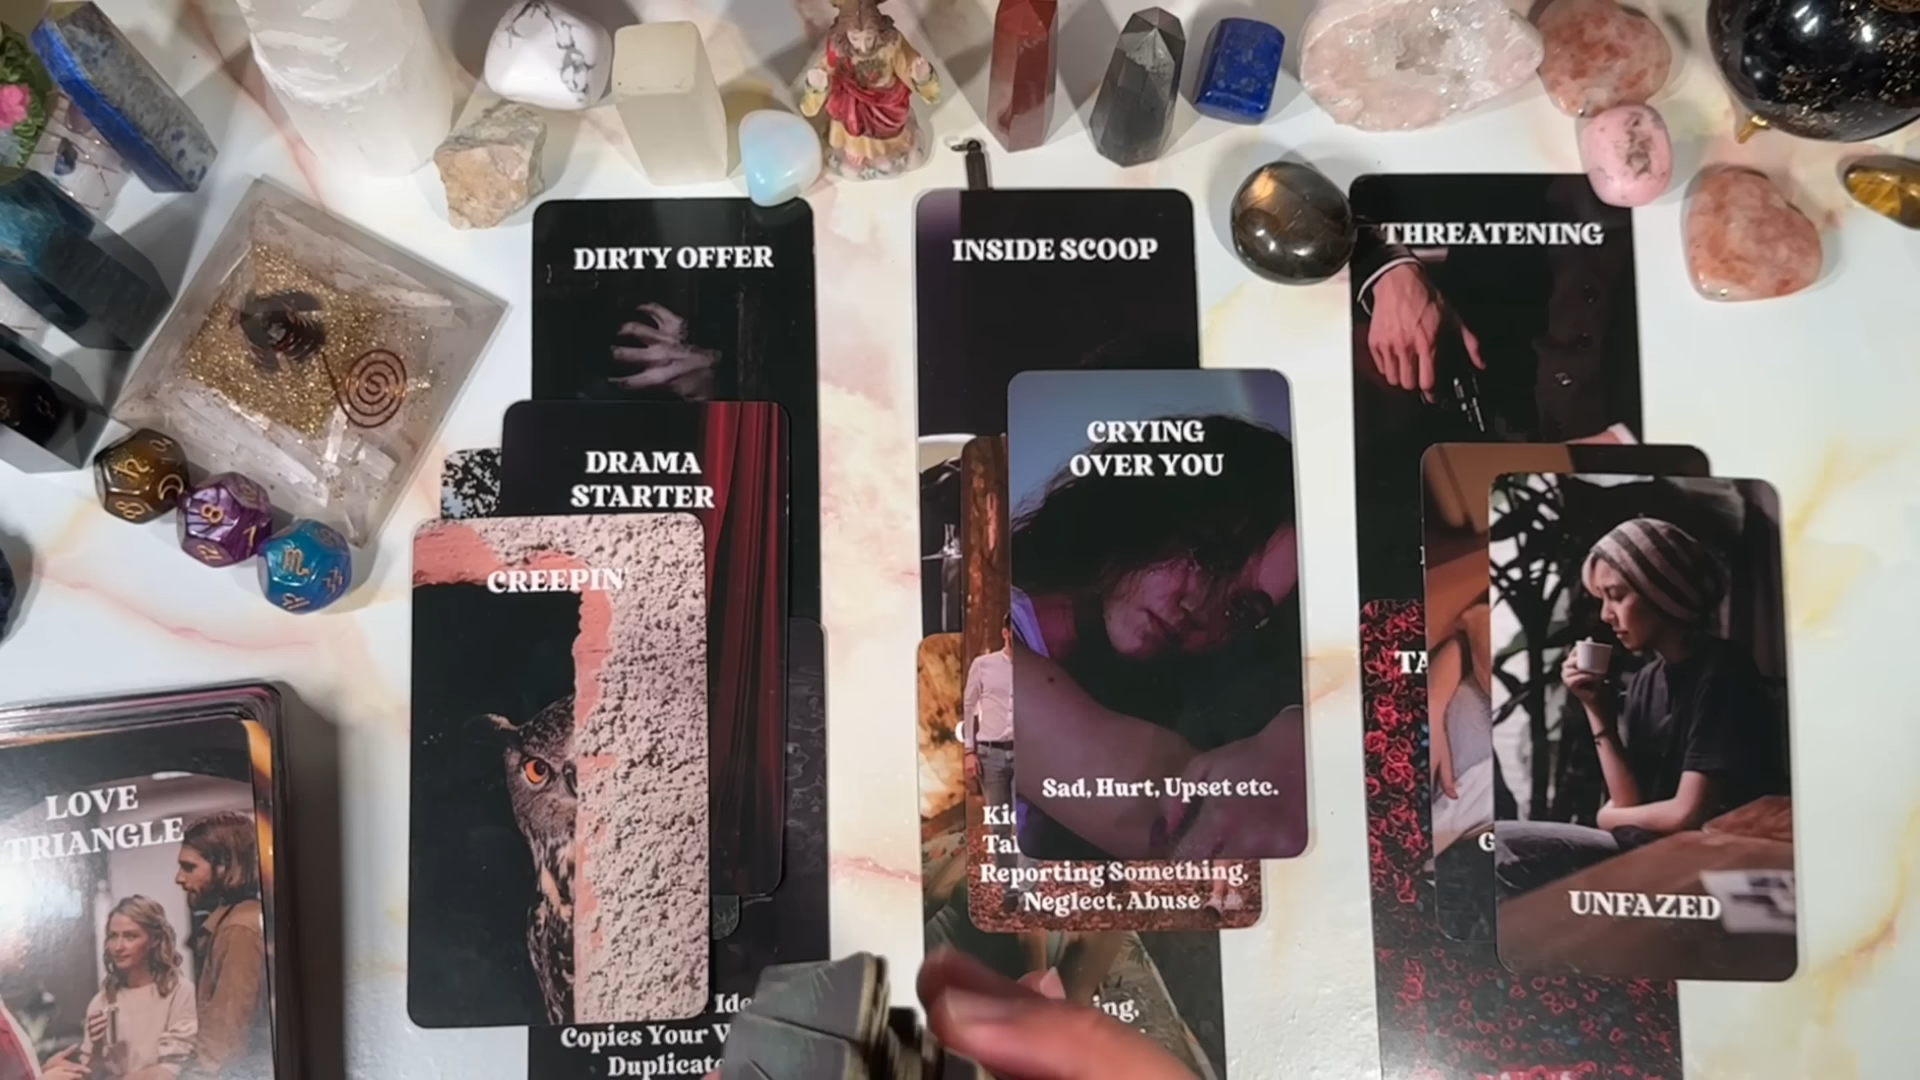 DIRTY OFFER
DRAMA
STARTER
CREEPIN'
Copies Your
INSIDE SCOOP
CRYING
OVER YOU
Sad, Hurt, Upset etc.
Reporting Something,
Neglect, Abuse
THREATENING
UNFAZED
LOVE
TRIANGLE